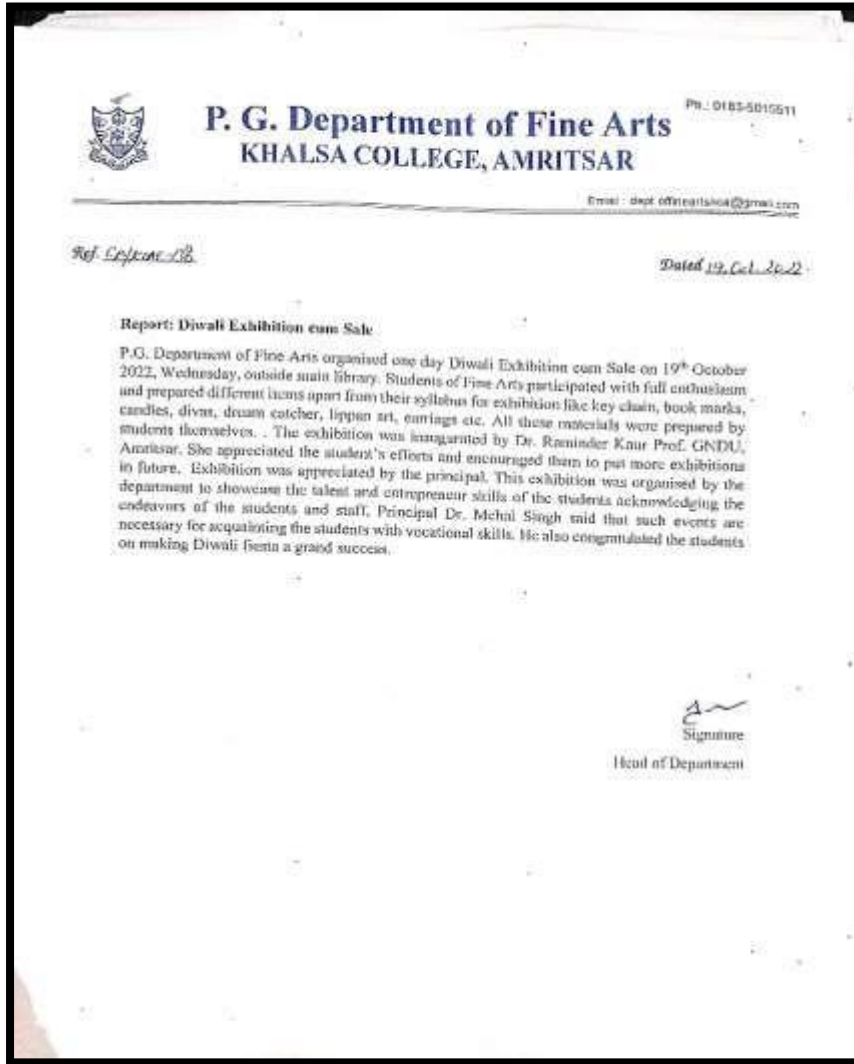 Ph.: 0183-5015511
P. G. Department of Fine Arts
KHALSA COLLEGE, AMRITSAR
Email :
Ref.
Dated 19. Oct. 2022
Report: Diwali Exhibition cum Sale
P.G. Department of Fine Arts organised one day Diwali Exhibition cum Sale on 19th October
2022, Wednesday, outside main library. Students of Fine Arts participated with full enthusiasm
and prepared different items apart from their syllabus for exhibition like key chain, book marks,
candles, divas, dream catcher, lippan art, earrings etc. All these materials were prepared by
students themselves. . The exhibition was inaugurated by Dr. Raminder Kaur Prof. GNDU,
Amritsar. She appreciated the student's efforts and encouraged them to put more exhibitions
in future. Exhibition was appreciated by the principal. This exhibition was organised by the
department to showcase the talent and entrepreneur skills of the students acknowledging the
endeavors of the students and staff. Principal Dr. Mehal Singh said that such events are
necessary for acquainting the students with vocational skills. He also congratulated the students
on making Diwali fiesta a grand success.
Signature
Head of Department